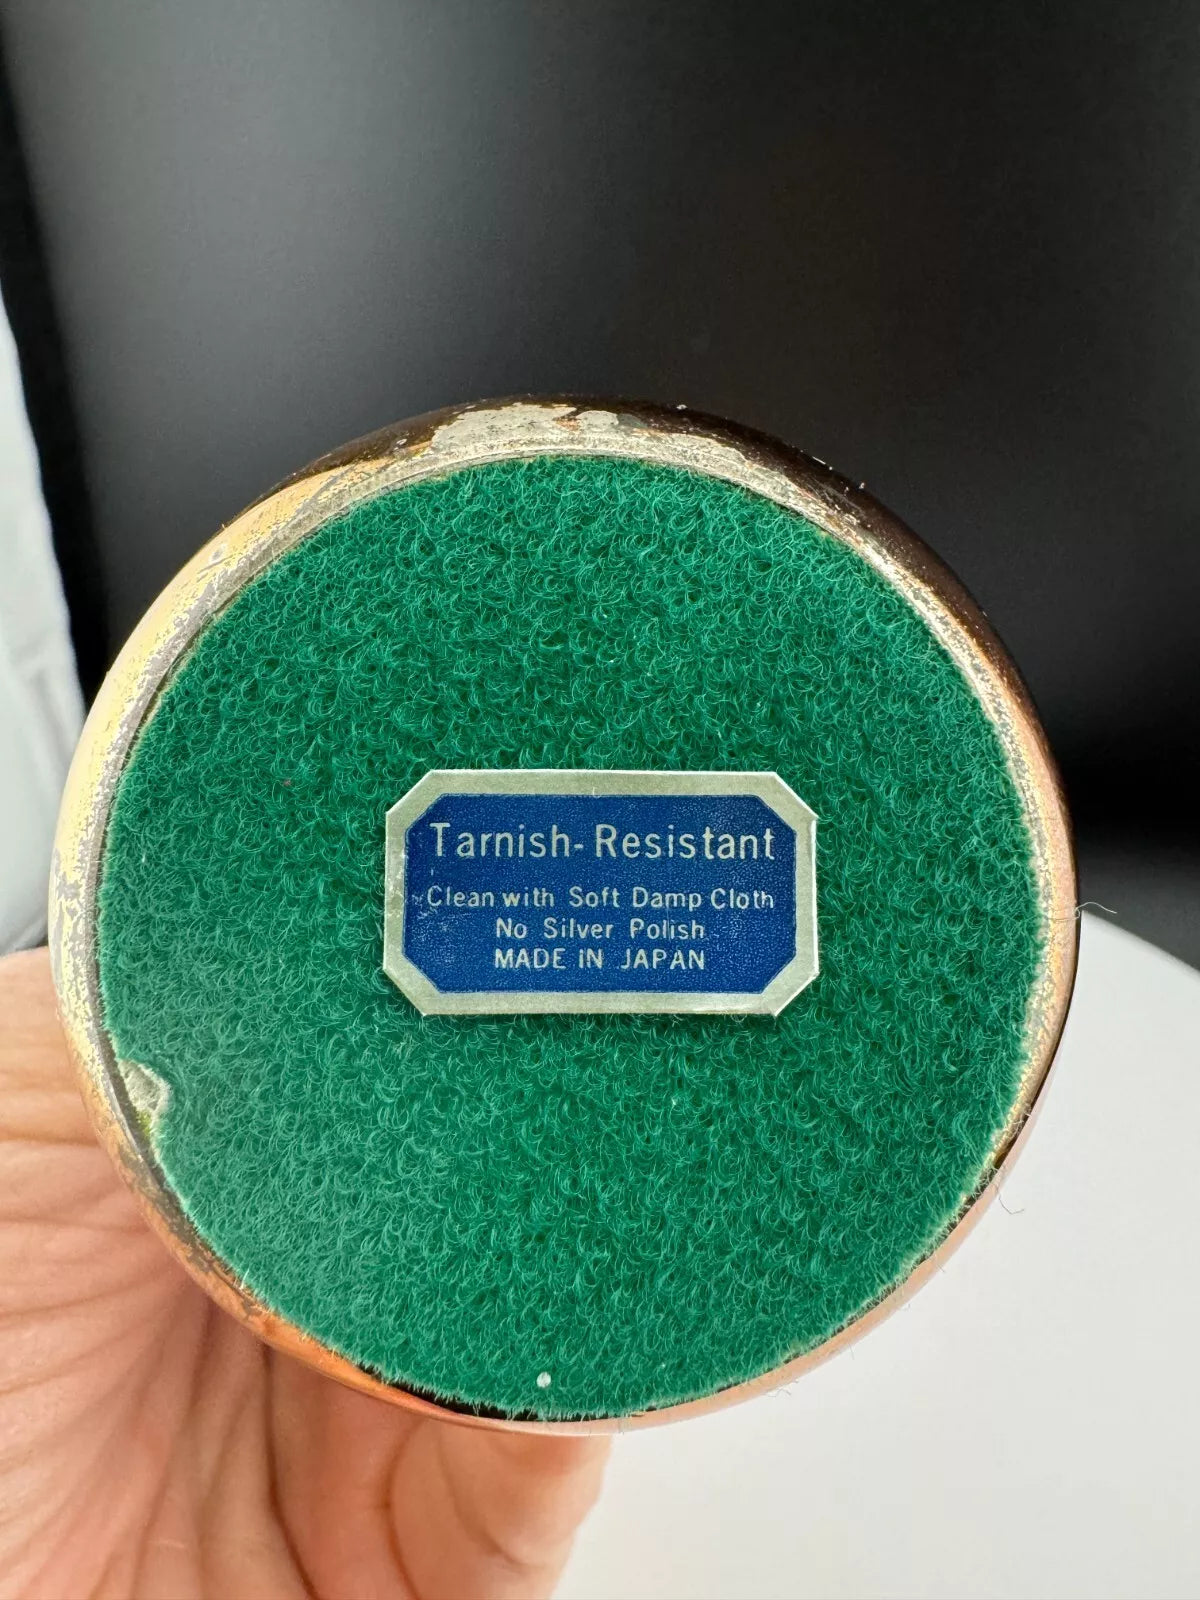 Tarnish-Resistant
Clean with Soft Damp Cloth
No Silver Polish
MADE IN JAPAN